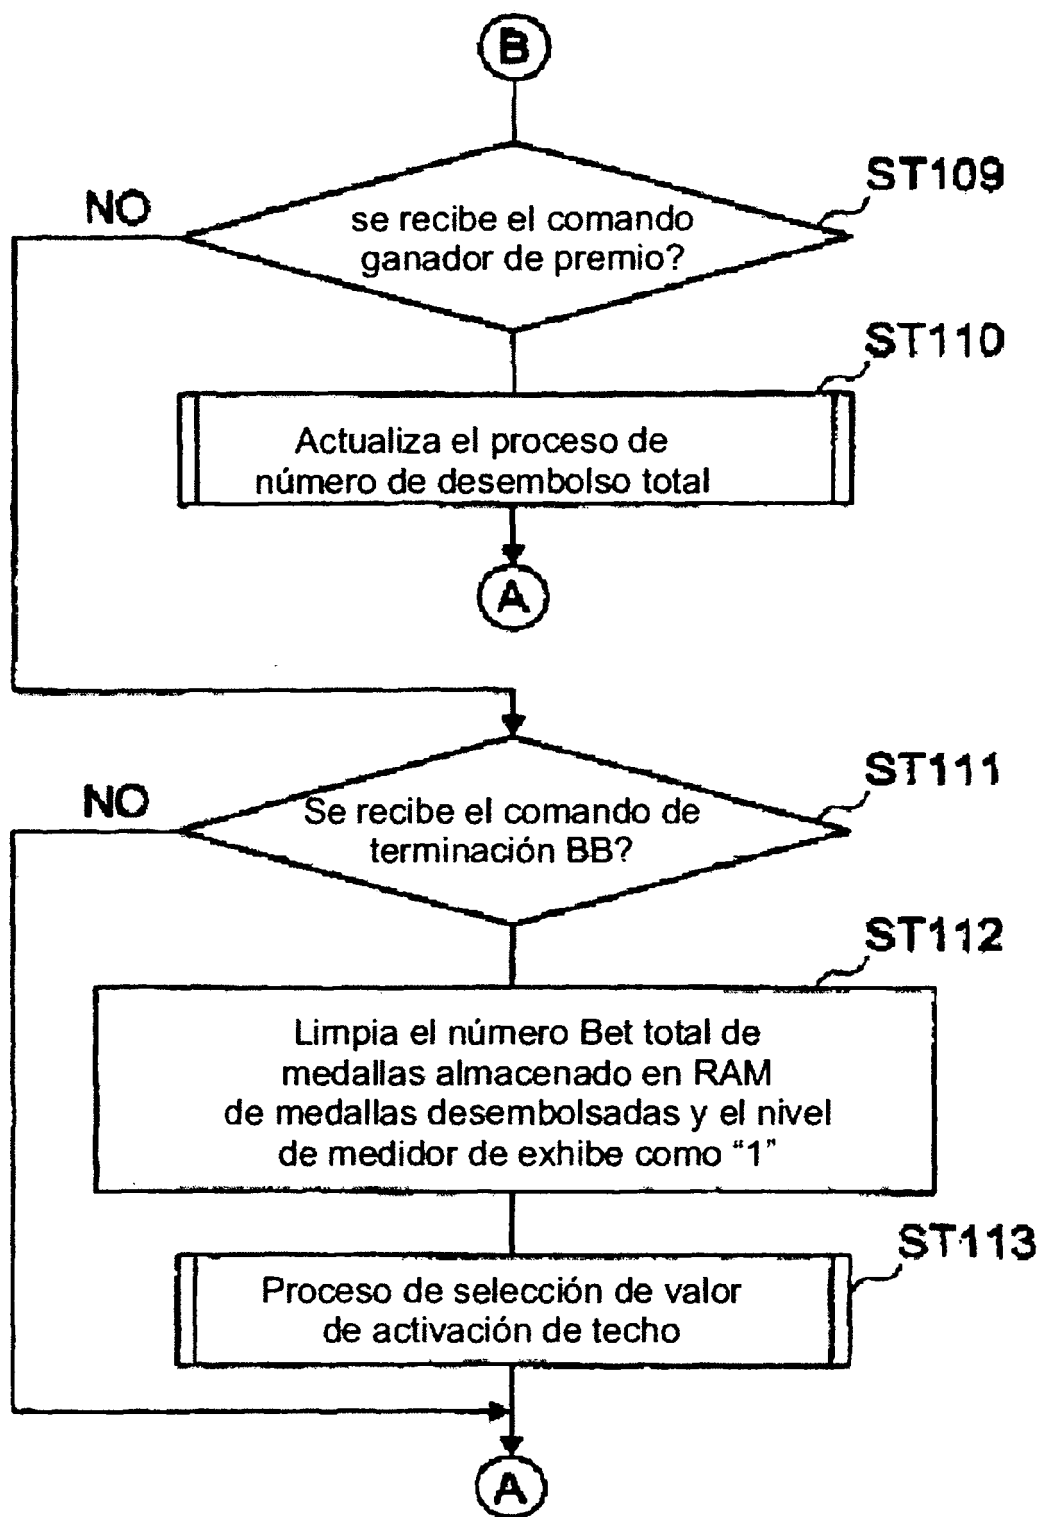 B
ST109
NO
se recibe el comando
ganador de premio?
ST110
Actualiza el proceso de
número de desembolso total
A
ST111
NO
Se recibe el comando de
terminación BB?
ST112
Limpia el número Bet total de
medallas almacenado en RAM
de medallas desembolsadas y el nivel
de medidor de exhibe como “1”
ST113
Proceso de selección de valor
de activación de techo
A